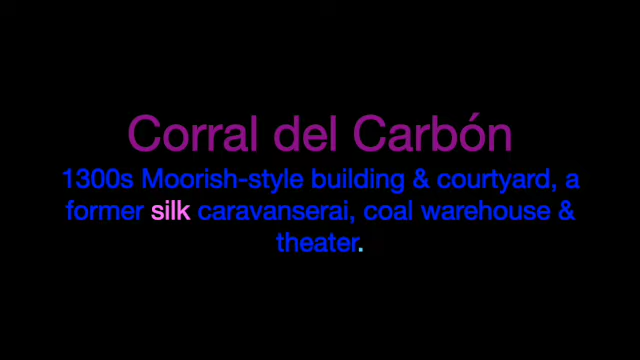 Corral del Carbón
1300s Moorish-style building & courtyard, a
former silk caravanserai, coal warehouse &
theater.